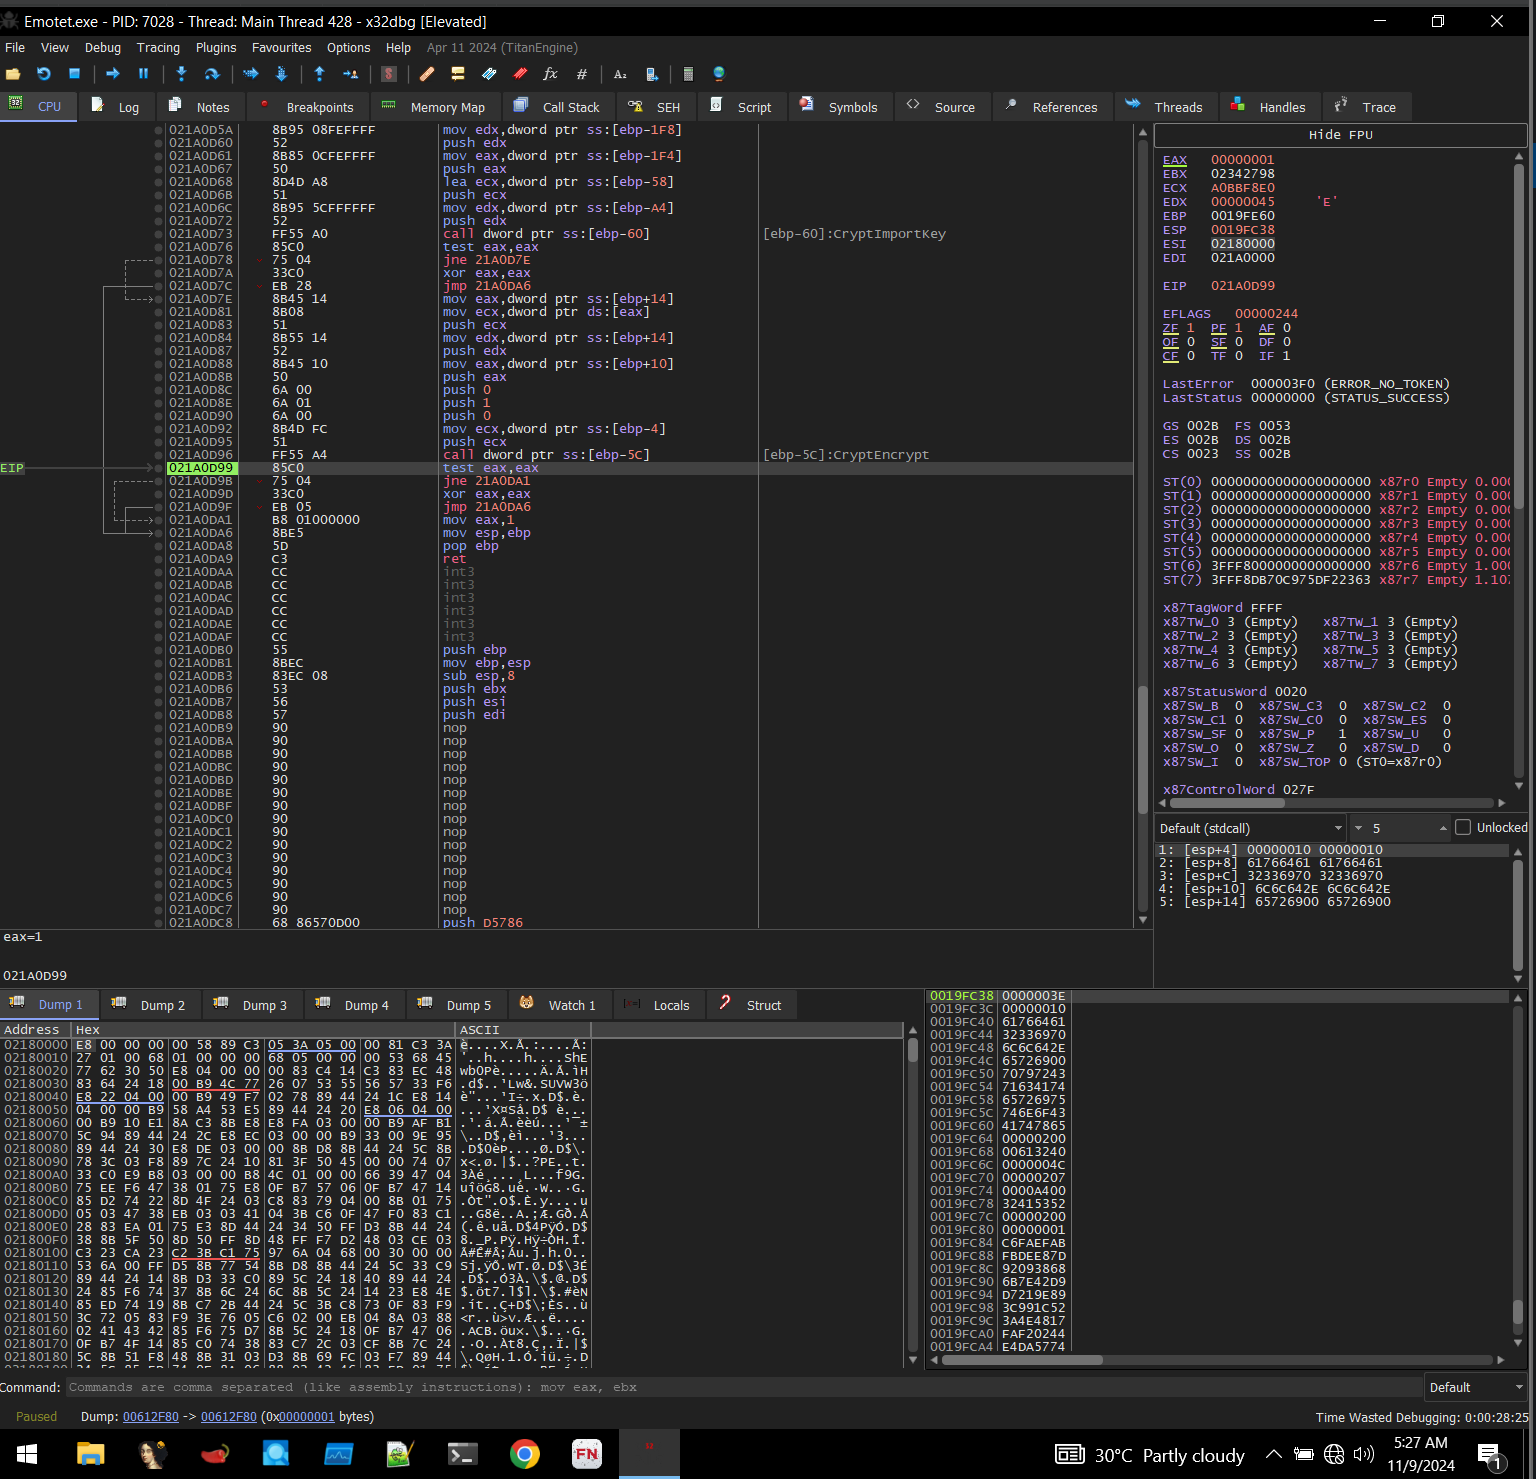 Emotet.exe - PID: 7028 - Thread: Main Thread 428 - x32dbg [Elevated]
File View Debug Tracing Plugins Favourites Options Help Apr 11 2024 (TitanEngine)
CPU Log Notes Breakpoints Memory Map Call Stack SEH Script Symbols Source References Threads Handles Trace
021A0D5A 8B95 08FEFFFF mov edx,dword ptr ss:[ebp-1F8]
021A0D60 52 push edx
021A0D61 8B85 0CFEFFFF mov eax,dword ptr ss:[ebp-1F4]
021A0D67 50 push eax
021A0D68 8D4D A8 lea ecx,dword ptr ss:[ebp-58]
021A0D6B 51 push ecx
021A0D6C 8B95 5CFFFFFF mov edx,dword ptr ss:[ebp-A4]
021A0D72 52 push edx
021A0D73 FF55 A0 call dword ptr ss:[ebp-60] [ebp-60]:CryptImportKey
021A0D76 85C0 test eax,eax
021A0D78 75 04 jne 21A0D7E
021A0D7A 33C0 xor eax,eax
021A0D7C EB 28 jmp 21A0DA6
021A0D7E 8B45 14 mov eax,dword ptr ss:[ebp+14]
021A0D81 8B08 mov ecx,dword ptr ds:[eax]
021A0D83 51 push ecx
021A0D84 8B55 14 mov edx,dword ptr ss:[ebp+14]
021A0D87 52 push edx
021A0D88 8B45 10 mov eax,dword ptr ss:[ebp+10]
021A0D8B 50 push eax
021A0D8C 6A 00 push 0
021A0D8E 6A 01 push 1
021A0D90 6A 00 push 0
021A0D92 8B4D FC mov ecx,dword ptr ss:[ebp-4]
021A0D95 51 push ecx
021A0D96 FF55 A4 call dword ptr ss:[ebp-5C] [ebp-5C]:CryptEncrypt
EIP 021A0D99 85C0 test eax,eax
021A0D9B 75 04 jne 21A0DA1
021A0D9D 33C0 xor eax,eax
021A0D9F EB 05 jmp 21A0DA6
021A0DA1 B8 01000000 mov eax,1
021A0DA6 8BE5 mov esp,ebp
021A0DA8 5D pop ebp
021A0DA9 C3 ret
021A0DAA CC int3
021A0DAB CC int3
021A0DAC CC int3
021A0DAD CC int3
021A0DAE CC int3
021A0DAF CC int3
021A0DB0 55 push ebp
021A0DB1 8BEC mov ebp,esp
021A0DB3 83EC 08 sub esp,8
021A0DB6 53 push ebx
021A0DB7 56 push esi
021A0DB8 57 push edi
021A0DB9 90 nop
021A0DBA 90 nop
021A0DBB 90 nop
021A0DBC 90 nop
021A0DBD 90 nop
021A0DBE 90 nop
021A0DBF 90 nop
021A0DC0 90 nop
021A0DC1 90 nop
021A0DC2 90 nop
021A0DC3 90 nop
021A0DC4 90 nop
021A0DC5 90 nop
021A0DC6 90 nop
021A0DC7 90 nop
021A0DC8 68 86570D00 push D5786
eax=1
021A0D99
Hide FPU
EAX 00000001
EBX 02342798
ECX A0BBF8E0
EDX 00000045 'E'
EBP 0019FE60
ESP 0019FC38
ESI 02180000
EDI 021A0000
EIP 021A0D99
EFLAGS 00000244
ZF 1 PF 1 AF 0
OF 0 SF 0 DF 0
CF 0 TF 0 IF 1
LastError 000003F0 (ERROR_NO_TOKEN)
LastStatus 00000000 (STATUS_SUCCESS)
GS 002B FS 0053
ES 002B DS 002B
CS 0023 SS 002B
ST(0) 00000000000000000000 x87r0 Empty 0.000
ST(1) 00000000000000000000 x87r1 Empty 0.000
ST(2) 00000000000000000000 x87r2 Empty 0.000
ST(3) 00000000000000000000 x87r3 Empty 0.000
ST(4) 00000000000000000000 x87r4 Empty 0.000
ST(5) 00000000000000000000 x87r5 Empty 0.000
ST(6) 3FFF8000000000000000 x87r6 Empty 1.000
ST(7) 3FFF8DB70C975DF22363 x87r7 Empty 1.107
x87TagWord FFFF
x87TW_0 3 (Empty) x87TW_1 3 (Empty)
x87TW_2 3 (Empty) x87TW_3 3 (Empty)
x87TW_4 3 (Empty) x87TW_5 3 (Empty)
x87TW_6 3 (Empty) x87TW_7 3 (Empty)
x87StatusWord 0020
x87SW_B 0 x87SW_C3 0 x87SW_C2 0
x87SW_C1 0 x87SW_C0 0 x87SW_ES 0
x87SW_SF 0 x87SW_P 1 x87SW_U 0
x87SW_O 0 x87SW_Z 0 x87SW_D 0
x87SW_I 0 x87SW_TOP 0 (ST0=x87r0)
x87ControlWord 027F
Default (stdcall) 5 Unlocked
1: [esp+4] 00000010 00000010
2: [esp+8] 61766461 61766461
3: [esp+C] 32336970 32336970
4: [esp+10] 6C6C642E 6C6C642E
5: [esp+14] 65726900 65726900
Dump 1 Dump 2 Dump 3 Dump 4 Dump 5 Watch 1 Locals Struct
Address Hex ASCII
02180000 E8 00 00 00 00 58 89 C3 05 3A 05 00 00 81 C3 3A
02180010 27 01 00 68 01 00 00 00 68 05 00 00 00 53 68 45
02180020 77 62 30 50 E8 04 00 00 00 83 C4 14 C3 83 EC 48
02180030 83 64 24 18 00 B9 4C 77 26 07 53 55 56 57 33 F6
02180040 E8 22 04 00 00 B9 49 F7 02 78 89 44 24 1C E8 14
02180050 04 00 00 B9 58 A4 53 E5 89 44 24 20 E8 06 04 00
02180060 00 B9 10 E1 8A C3 8B E8 E8 FA 03 00 00 B9 AF B1
02180070 5C 94 89 44 24 2C E8 EC 03 00 00 B9 33 00 9E 95
02180080 89 44 24 30 E8 DE 03 00 00 8B D8 8B 44 24 5C 8B
02180090 78 3C 03 F8 89 7C 24 10 81 3F 50 45 00 00 74 07
021800A0 33 C0 E9 B8 03 00 00 B8 4C 01 00 00 66 39 47 04
021800B0 75 EE F6 47 38 01 75 E8 0F B7 57 06 0F B7 47 14
021800C0 85 D2 74 22 8D 4F 24 03 C8 83 79 04 00 8B 01 75
021800D0 05 03 47 38 EB 03 03 41 04 3B C6 0F 47 F0 83 C1
021800E0 28 83 EA 01 75 E3 8D 44 24 34 50 FF D3 8B 44 24
021800F0 38 8B 5F 50 8D 50 FF 8D 48 FF F7 D2 48 03 CE 03
02180100 C3 23 CA 23 C2 3B C1 75 97 6A 04 68 00 30 00 00
02180110 53 6A 00 FF D5 8B 77 54 8B D8 8B 44 24 5C 33 C9
02180120 89 44 24 14 8B D3 33 C0 89 5C 24 18 40 89 44 24
02180130 24 85 F6 74 37 8B 6C 24 6C 8B 5C 24 14 23 E8 4E
02180140 85 ED 74 19 8B C7 2B 44 24 5C 3B C8 73 0F 83 F9
02180150 3C 72 05 83 F9 3E 76 05 C6 02 00 EB 04 8A 03 88
02180160 02 41 43 42 85 F6 75 D7 8B 5C 24 18 0F B7 47 06
02180170 0F B7 4F 14 85 C0 74 38 83 C7 2C 03 CF 8B 7C 24
02180180 5C 8B 51 F8 48 8B 31 03 D3 8B 69 FC 83 F7 89 44
0019FC38 0000003E
0019FC3C 00000010
0019FC40 61766461
0019FC44 32336970
0019FC48 6C6C642E
0019FC4C 65726900
0019FC50 70797243
0019FC54 71634174
0019FC58 65726975
0019FC5C 746E6F43
0019FC60 41747865
0019FC64 00000200
0019FC68 00613240
0019FC6C 0000004C
0019FC70 00000207
0019FC74 0000A400
0019FC78 32415352
0019FC7C 00000200
0019FC80 00000001
0019FC84 C6FAEFAB
0019FC88 FBDEE87D
0019FC8C 92093868
0019FC90 6B7E42D9
0019FC94 D7219E89
0019FC98 3C991C52
0019FC9C 3A4E4817
0019FCA0 FAF20244
0019FCA4 E4DA5774
Command: Commands are comma separated (like assembly instructions): mov eax, ebx Default
Paused Dump: 00612F80 -> 00612F80 (0x00000001 bytes) Time Wasted Debugging: 0:00:28:25
30°C Partly cloudy 5:27 AM
11/9/2024
1